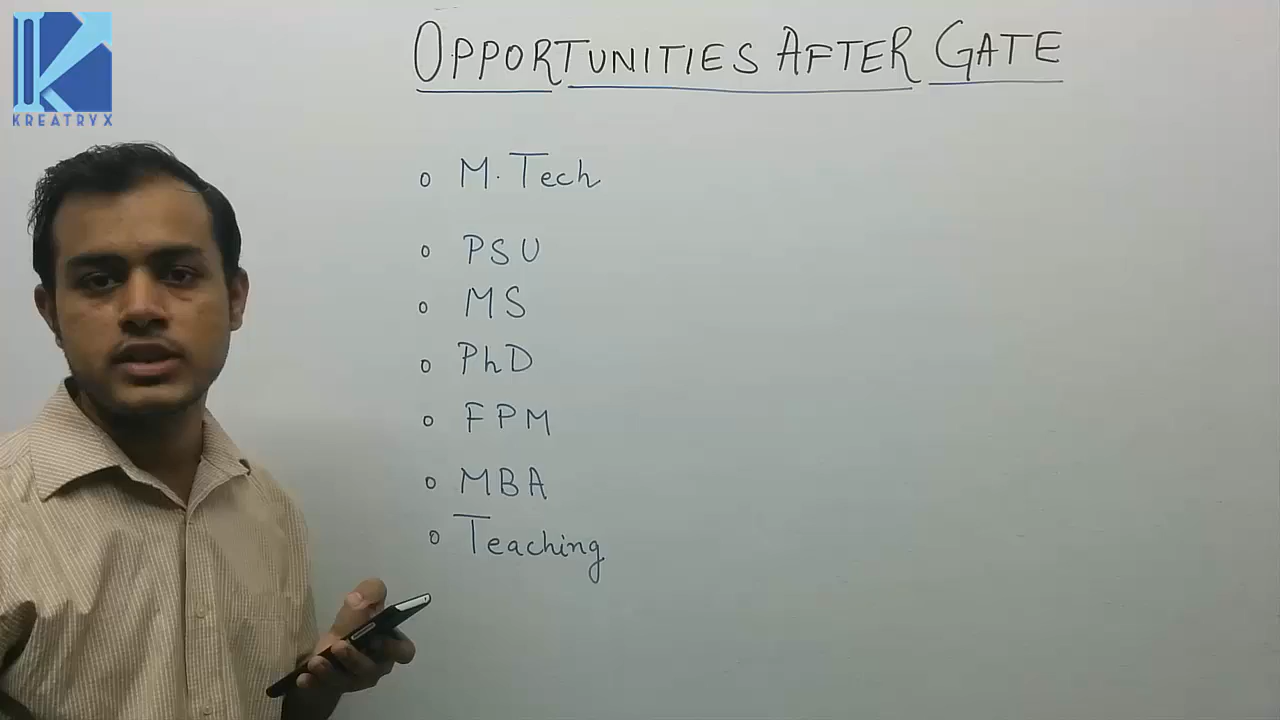 KREATRYX
OPPORTUNITIES AFTER GATE
M.Tech
PSU
MS
PhD
FPM
MBA
Teaching